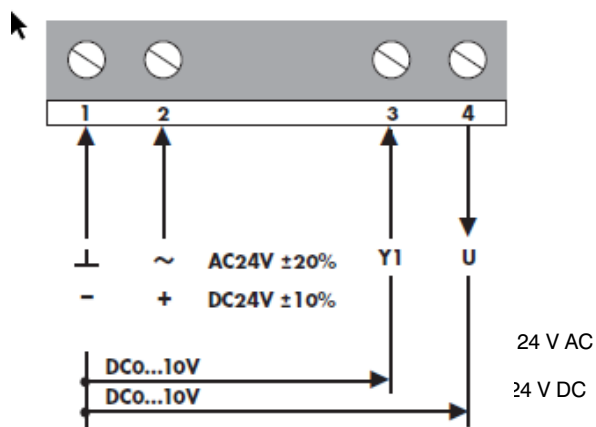 1 2 3 4
⊥ ~ AC24V ±20% Y1 U
- + DC24V ±10%
24 V AC
DC0...10V
24 V DC
DC0...10V